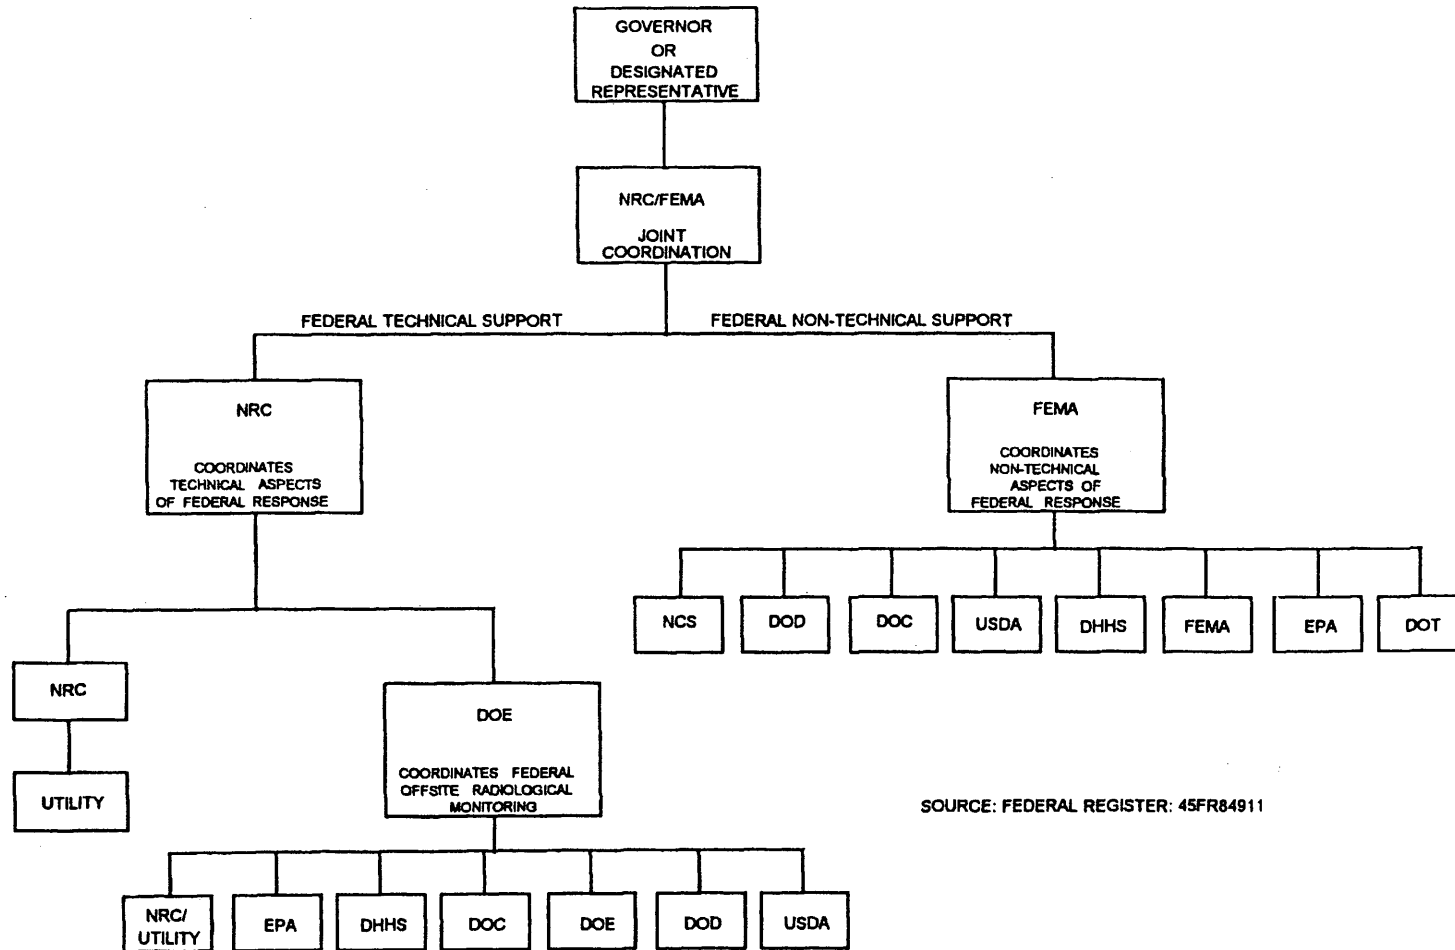 GOVERNOR
OR
DESIGNATED
REPRESENTATIVE
NRC/FEMA
JOINT
COORDINATION
FEDERAL TECHNICAL SUPPORT
FEDERAL NON-TECHNICAL SUPPORT
NRC
COORDINATES
TECHNICAL ASPECTS
OF FEDERAL RESPONSE
FEMA
COORDINATES
NON-TECHNICAL
ASPECTS OF
FEDERAL RESPONSE
NCS
DOD
DOC
USDA
DHHS
FEMA
EPA
DOT
NRC
UTILITY
DOE
COORDINATES FEDERAL
OFFSITE RADIOLOGICAL
MONITORING
SOURCE: FEDERAL REGISTER: 45FR84911
NRC/
UTILITY
EPA
DHHS
DOC
DOE
DOD
USDA